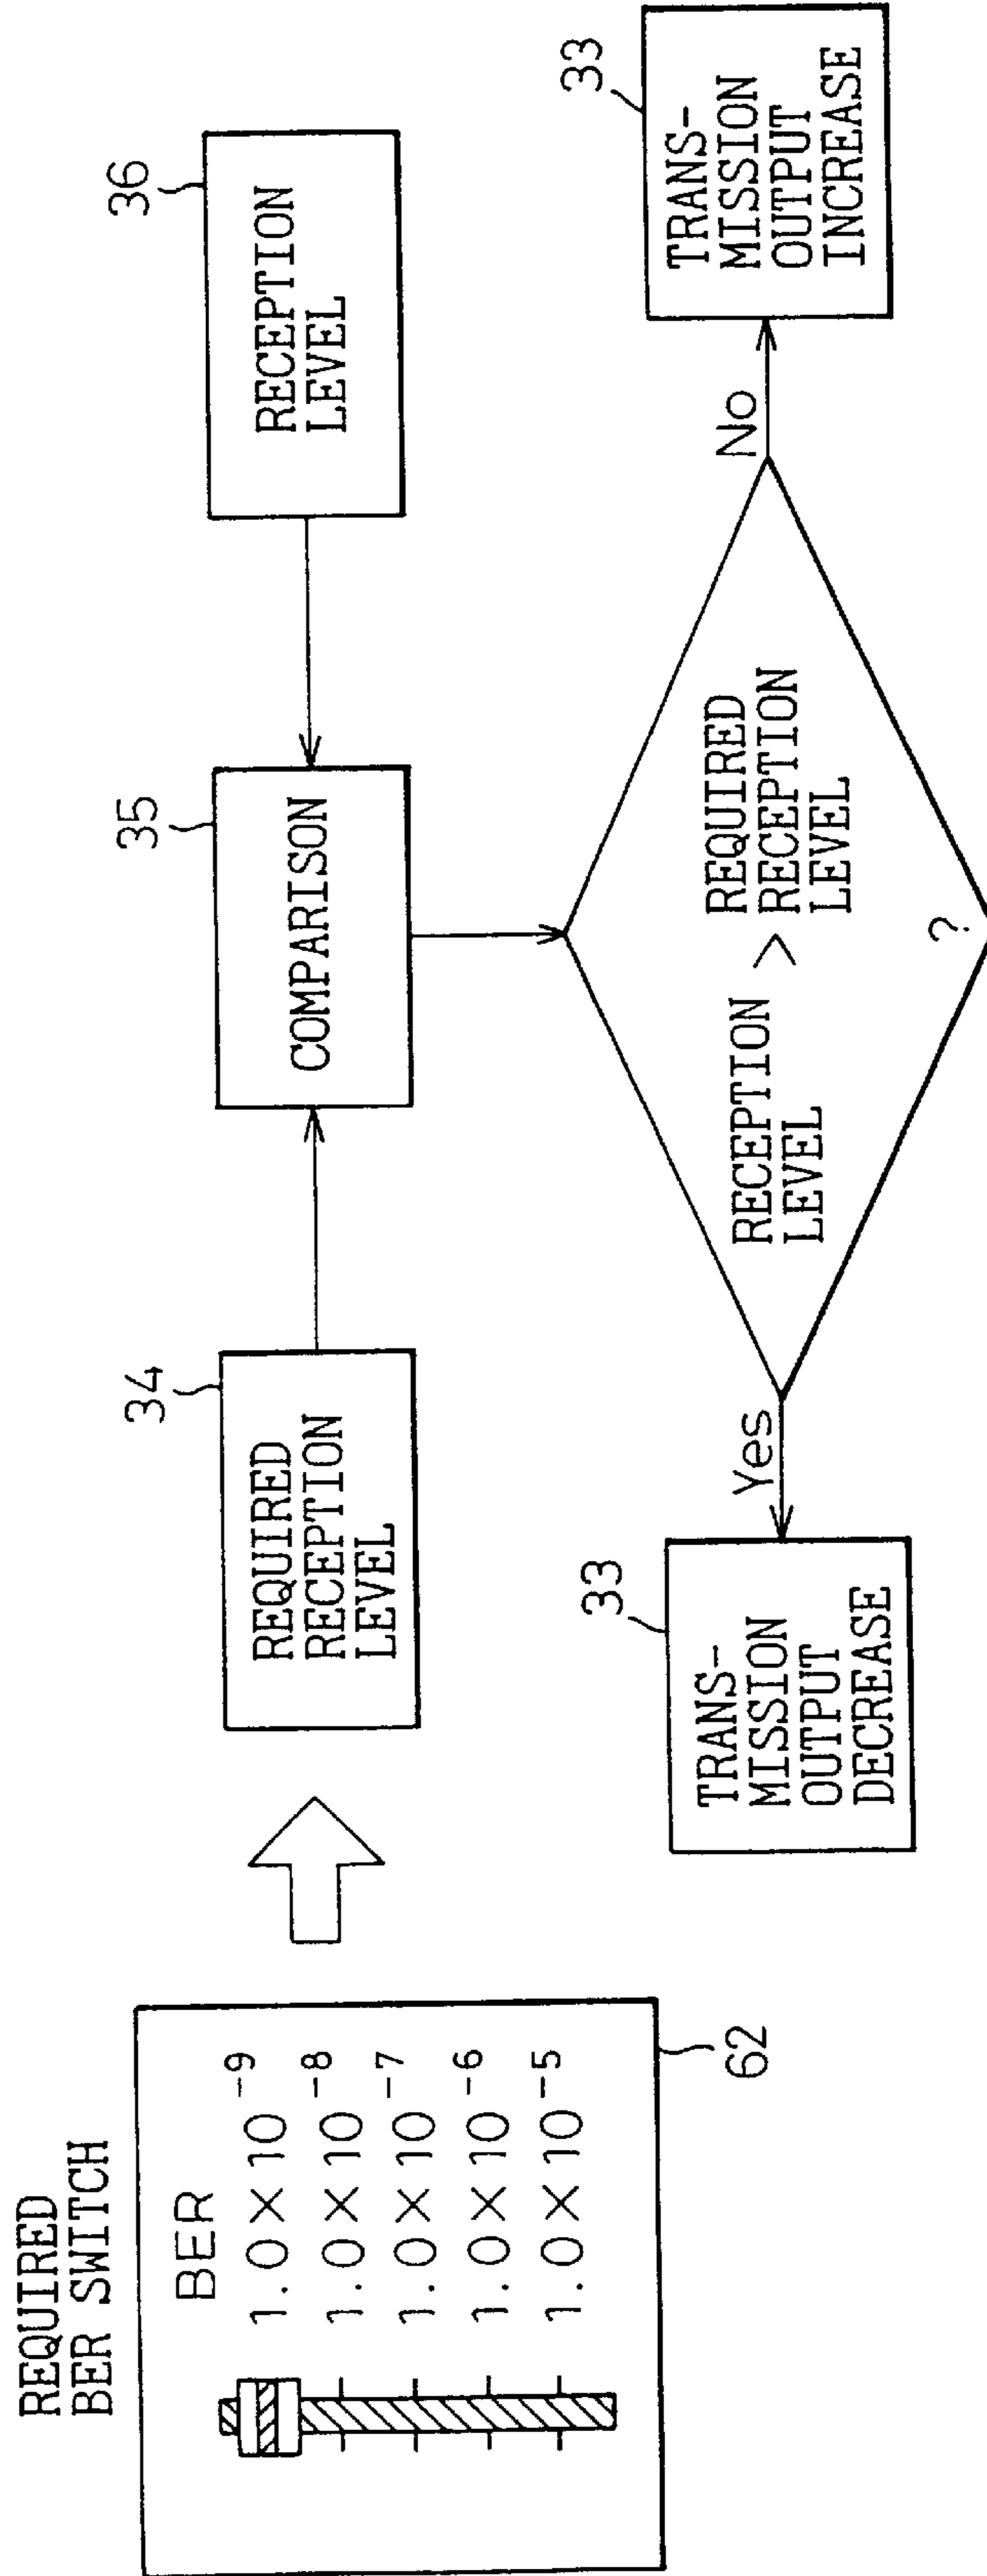 REQUIRED
BER SWITCH
BER
1.0×10⁻⁹
1.0×10⁻⁸
1.0×10⁻⁷
1.0×10⁻⁶
1.0×10⁻⁵
62
34
REQUIRED
RECEPTION
LEVEL
35
COMPARISON
36
RECEPTION
LEVEL
RECEPTION
LEVEL
>
REQUIRED
RECEPTION
LEVEL
?
Yes
33
TRANS-
MISSION
OUTPUT
DECREASE
No
33
TRANS-
MISSION
OUTPUT
INCREASE